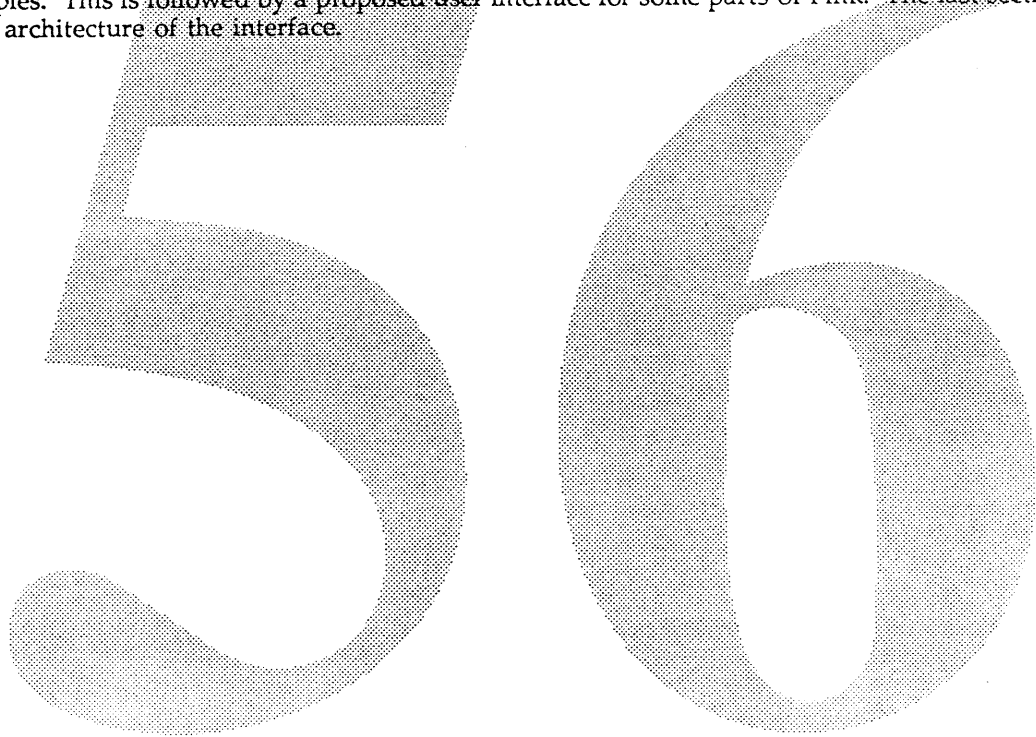 This is followed by a proposed user interface for some parts of Pink. The last
architecture of the interface.
56